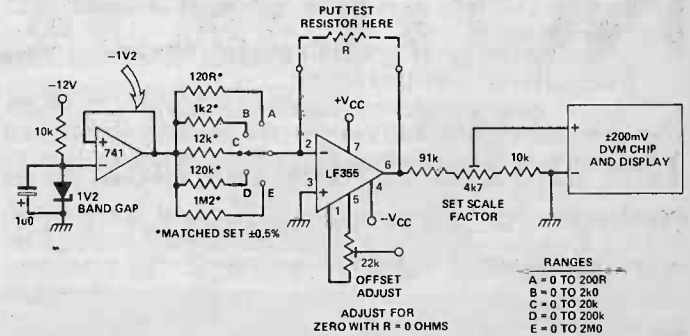 PUT TEST
RESISTOR HERE
R
−1V2
−12V
10k
+
741
−
+
1u0
1V2
BAND GAP
120R*
1k2*
12k*
120k*
1M2*
A
B
C
D
E
*MATCHED SET ±0.5%
+VCC
2
7
−
LF355
6
3
+
1
5
4
−VCC
22k
OFFSET
ADJUST
ADJUST FOR
ZERO WITH R = 0 OHMS
91k
4k7
10k
SET SCALE
FACTOR
+
±200mV
DVM CHIP
AND DISPLAY
−
RANGES
A = 0 TO 200R
B = 0 TO 2k0
C = 0 TO 20k
D = 0 TO 200k
E = 0 TO 2M0